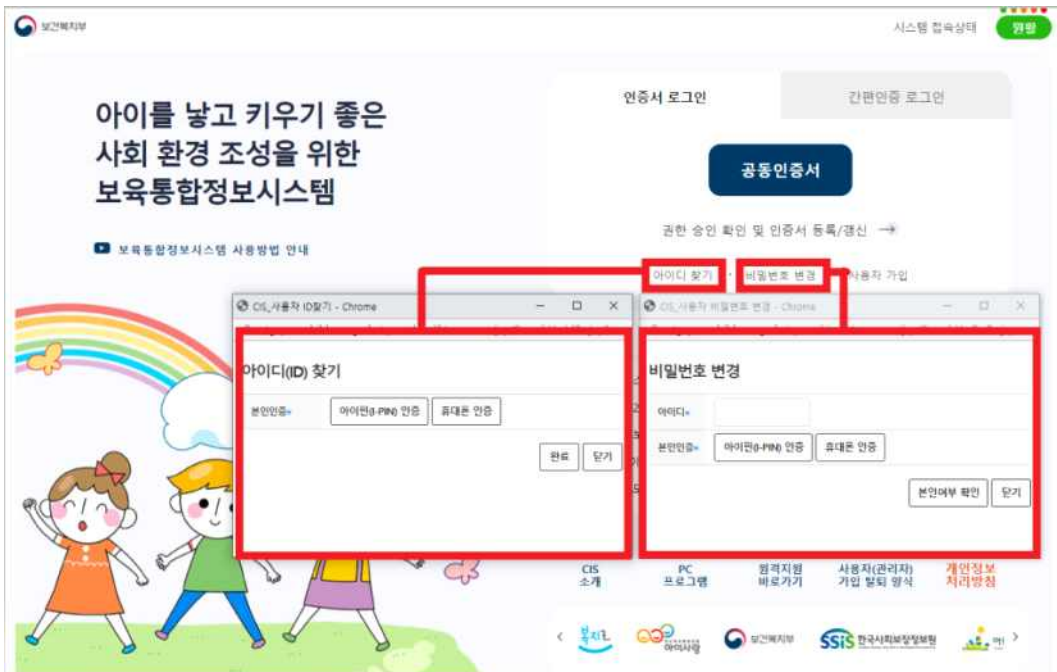 보건복지부
시스템 접속상태
원활
아이를 낳고 키우기 좋은
사회 환경 조성을 위한
보육통합정보시스템
보육통합정보시스템 사용방법 안내
인증서 로그인
간편인증 로그인
공동인증서
권한 승인 확인 및 인증서 등록/갱신
아이디 찾기
비밀번호 변경
사용자 가입
CIS_사용자 ID찾기 - Chrome
아이디(ID) 찾기
본인인증*
아이핀(I-PIN) 인증
휴대폰 인증
완료
닫기
CIS_사용자 비밀번호 변경 - Chrome
비밀번호 변경
아이디*
본인인증*
아이핀(I-PIN) 인증
휴대폰 인증
본인여부 확인
닫기
CIS
소개
PC
프로그램
원격지원
바로가기
사용자(관리자)
가입 탈퇴 양식
개인정보
처리방침
복지로
아이사랑
보건복지부
SSiS 한국사회보장정보원